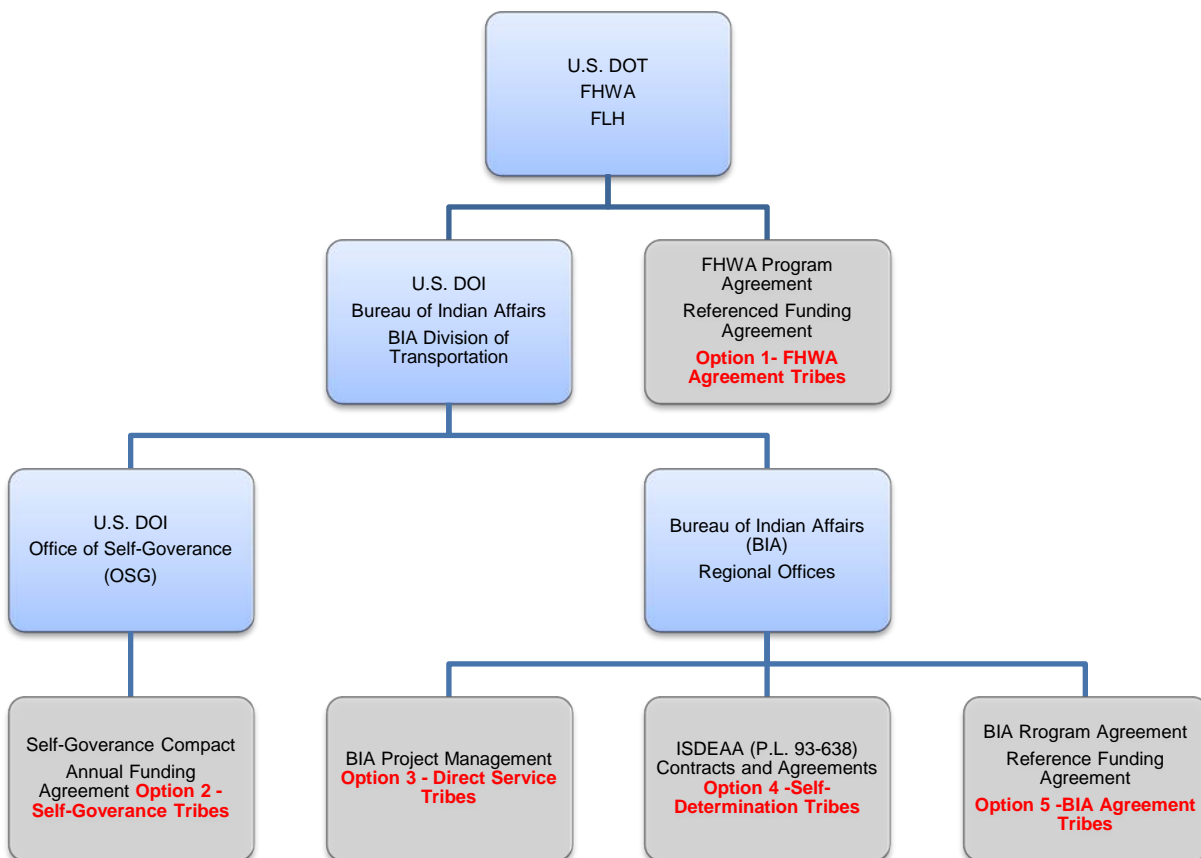 U.S. DOT
FHWA
FLH
U.S. DOI
Bureau of Indian Affairs
BIA Division of
Transportation
FHWA Program
Agreement
Referenced Funding
Agreement
Option 1- FHWA
Agreement Tribes
U.S. DOI
Office of Self-Goverance
(OSG)
Bureau of Indian Affairs
(BIA)
Regional Offices
Self-Goverance Compact
Annual Funding
Agreement Option 2 -
Self-Goverance Tribes
BIA Project Management
Option 3 - Direct Service
Tribes
ISDEAA (P.L. 93-638)
Contracts and Agreements
Option 4 -Self-
Determination Tribes
BIA Rrogram Agreement
Reference Funding
Agreement
Option 5 -BIA Agreement
Tribes